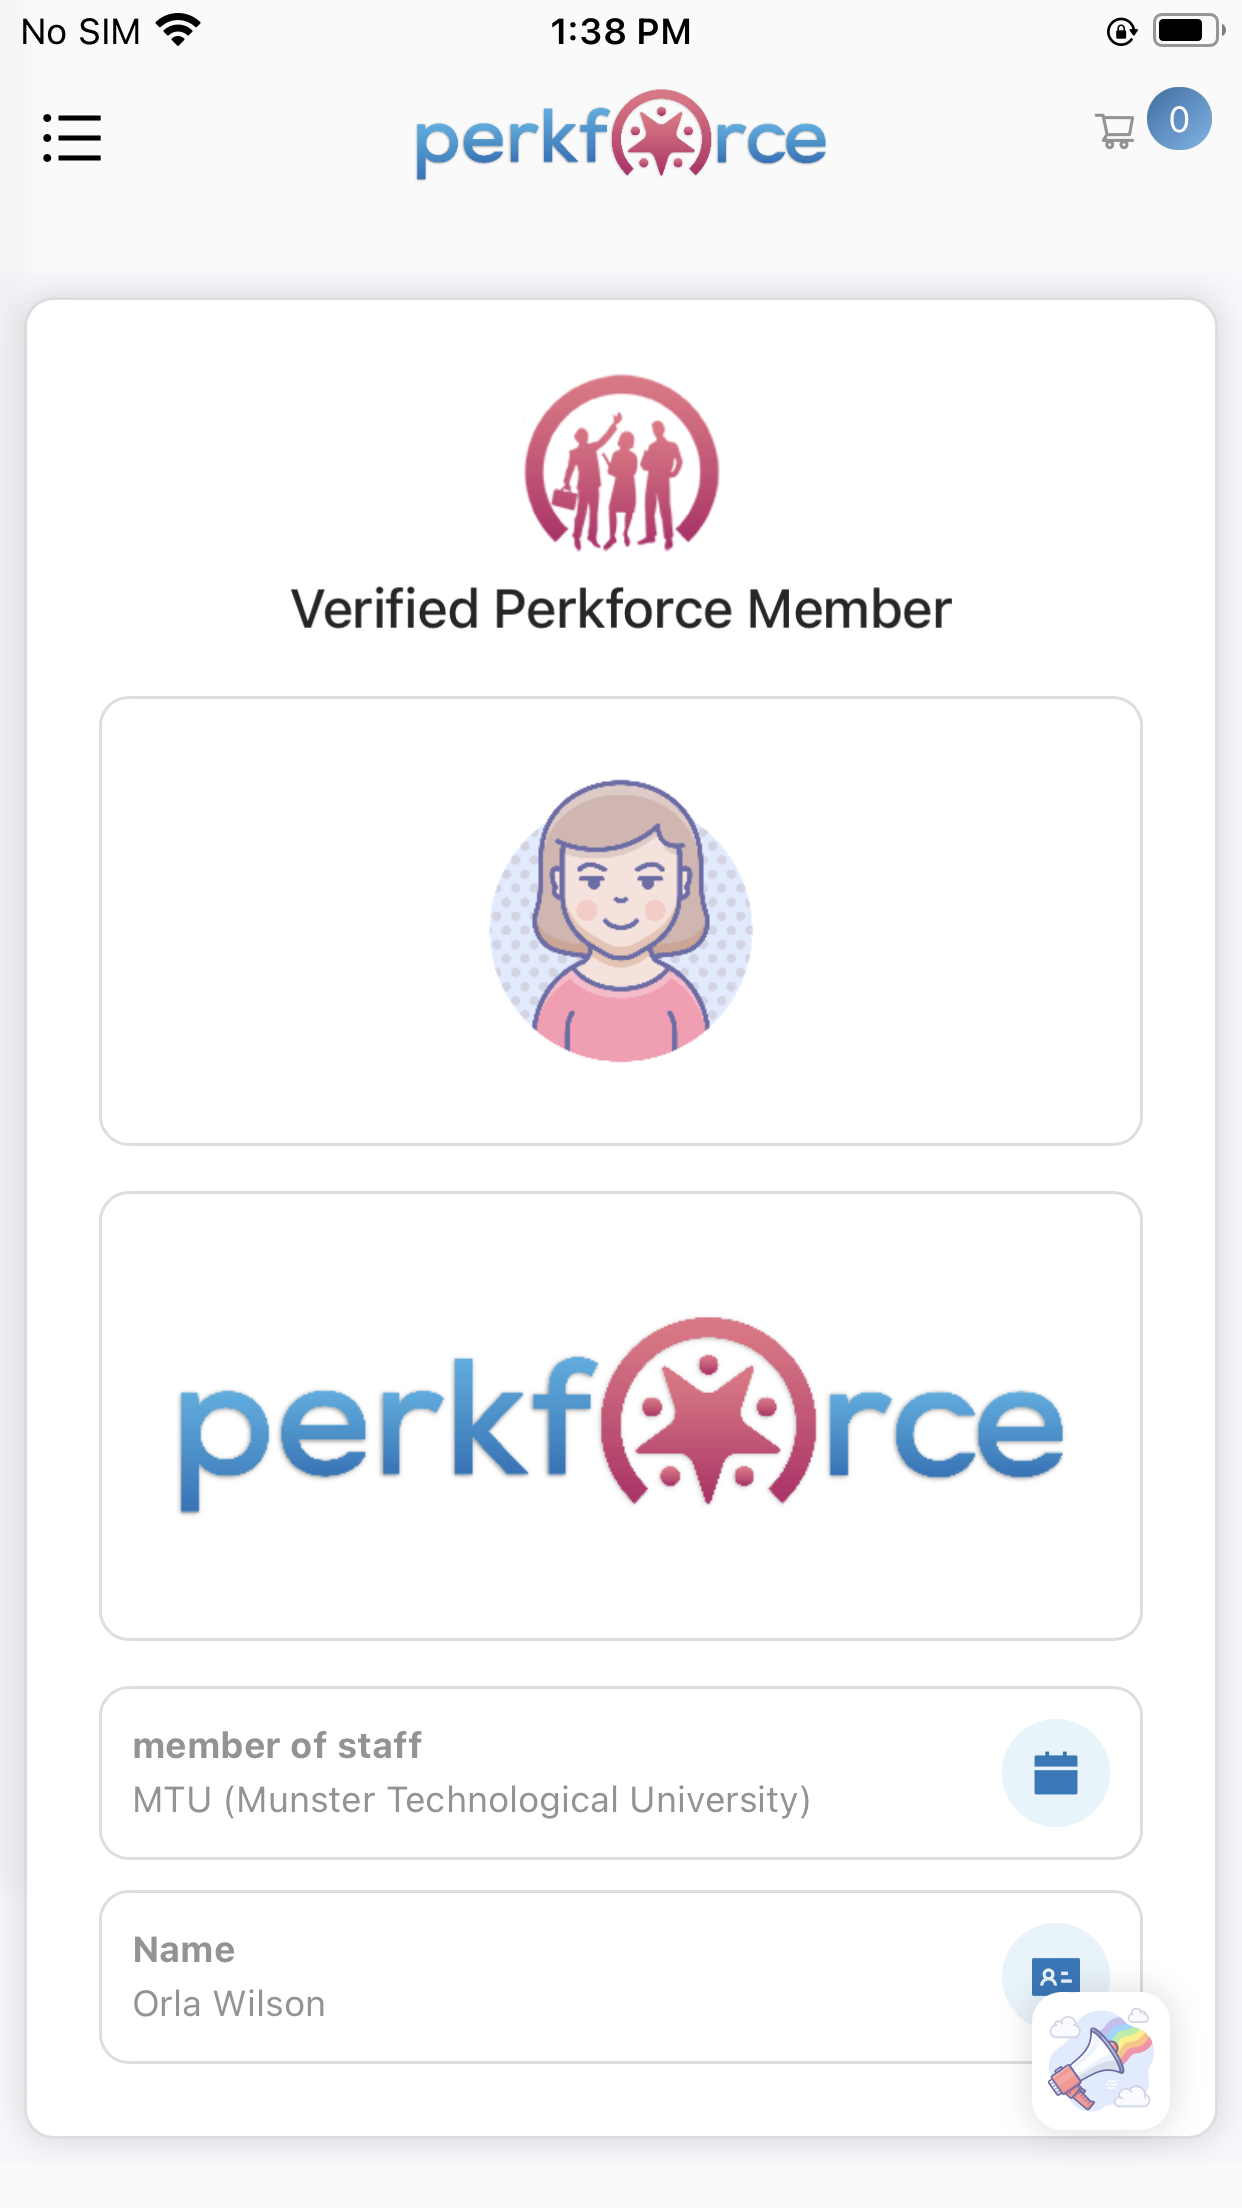 No SIM 1:38 PM
perkforce 0
Verified Perkforce Member
perkforce
member of staff
MTU (Munster Technological University)
Name
Orla Wilson